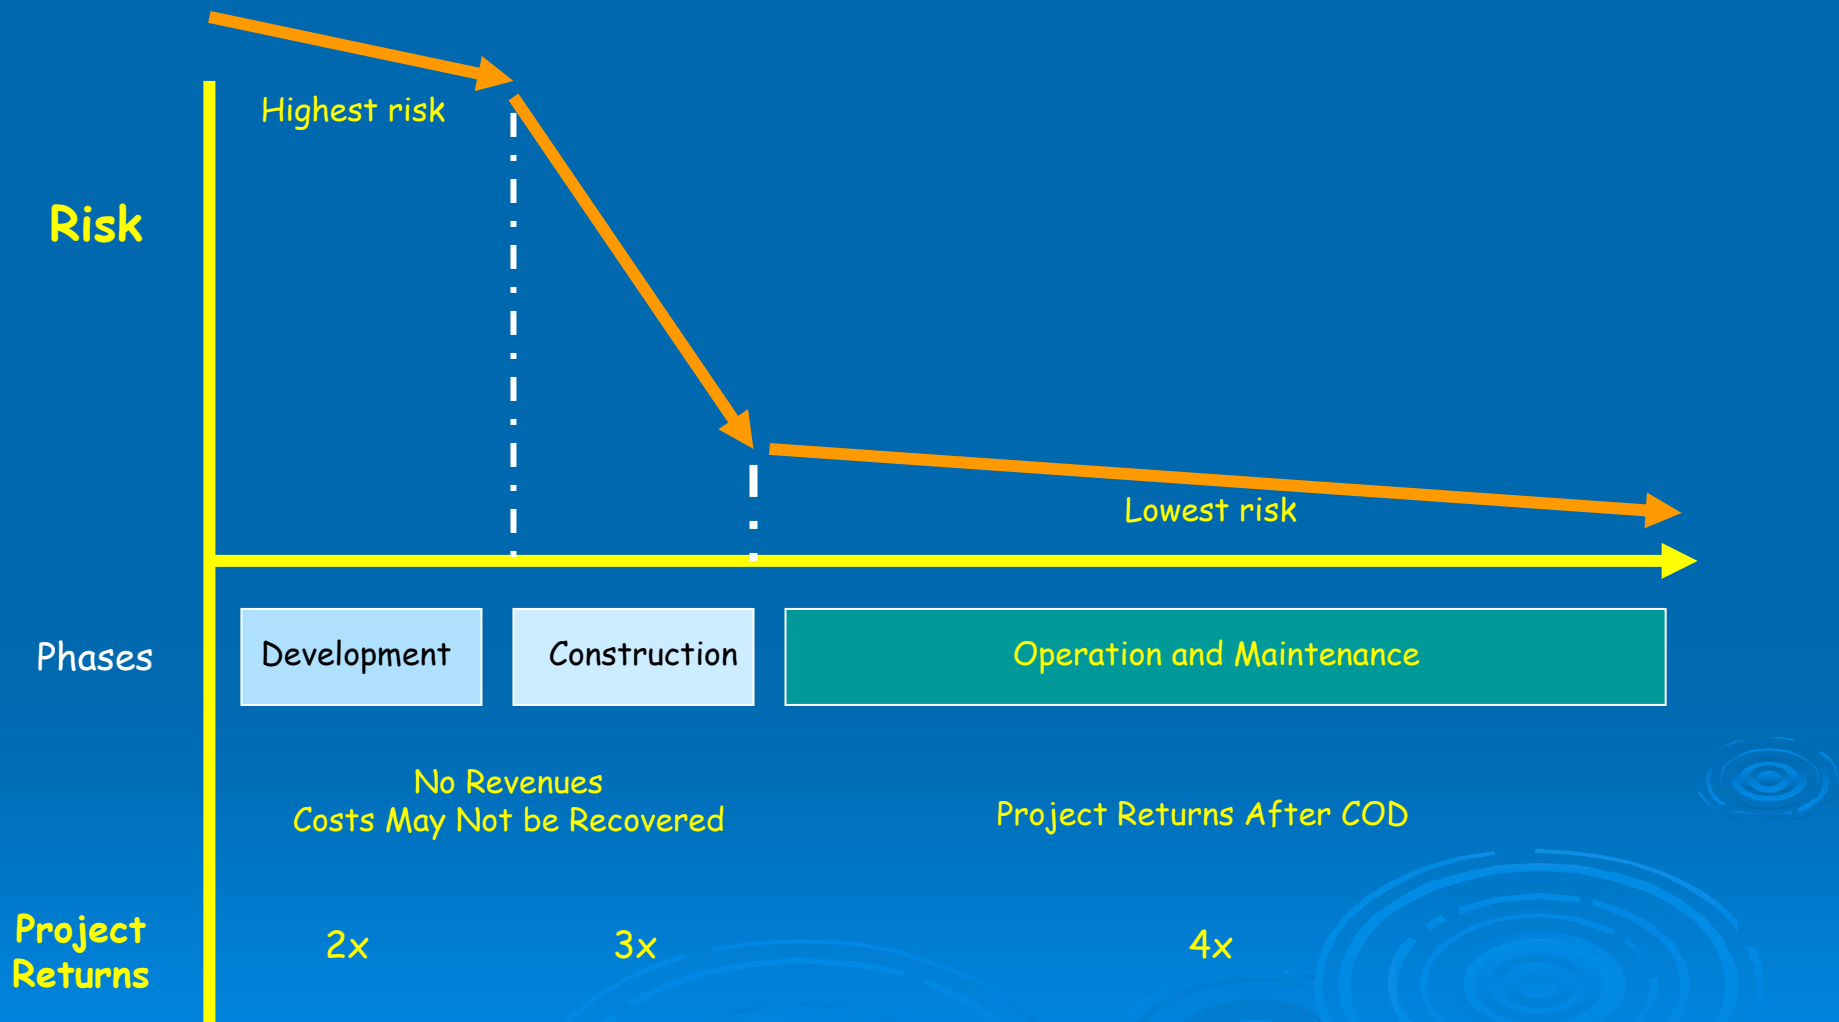 Highest risk
Risk
Lowest risk
Phases
Development
Construction
Operation and Maintenance
No Revenues
Costs May Not be Recovered
Project Returns After COD
Project
Returns
2x
3x
4x